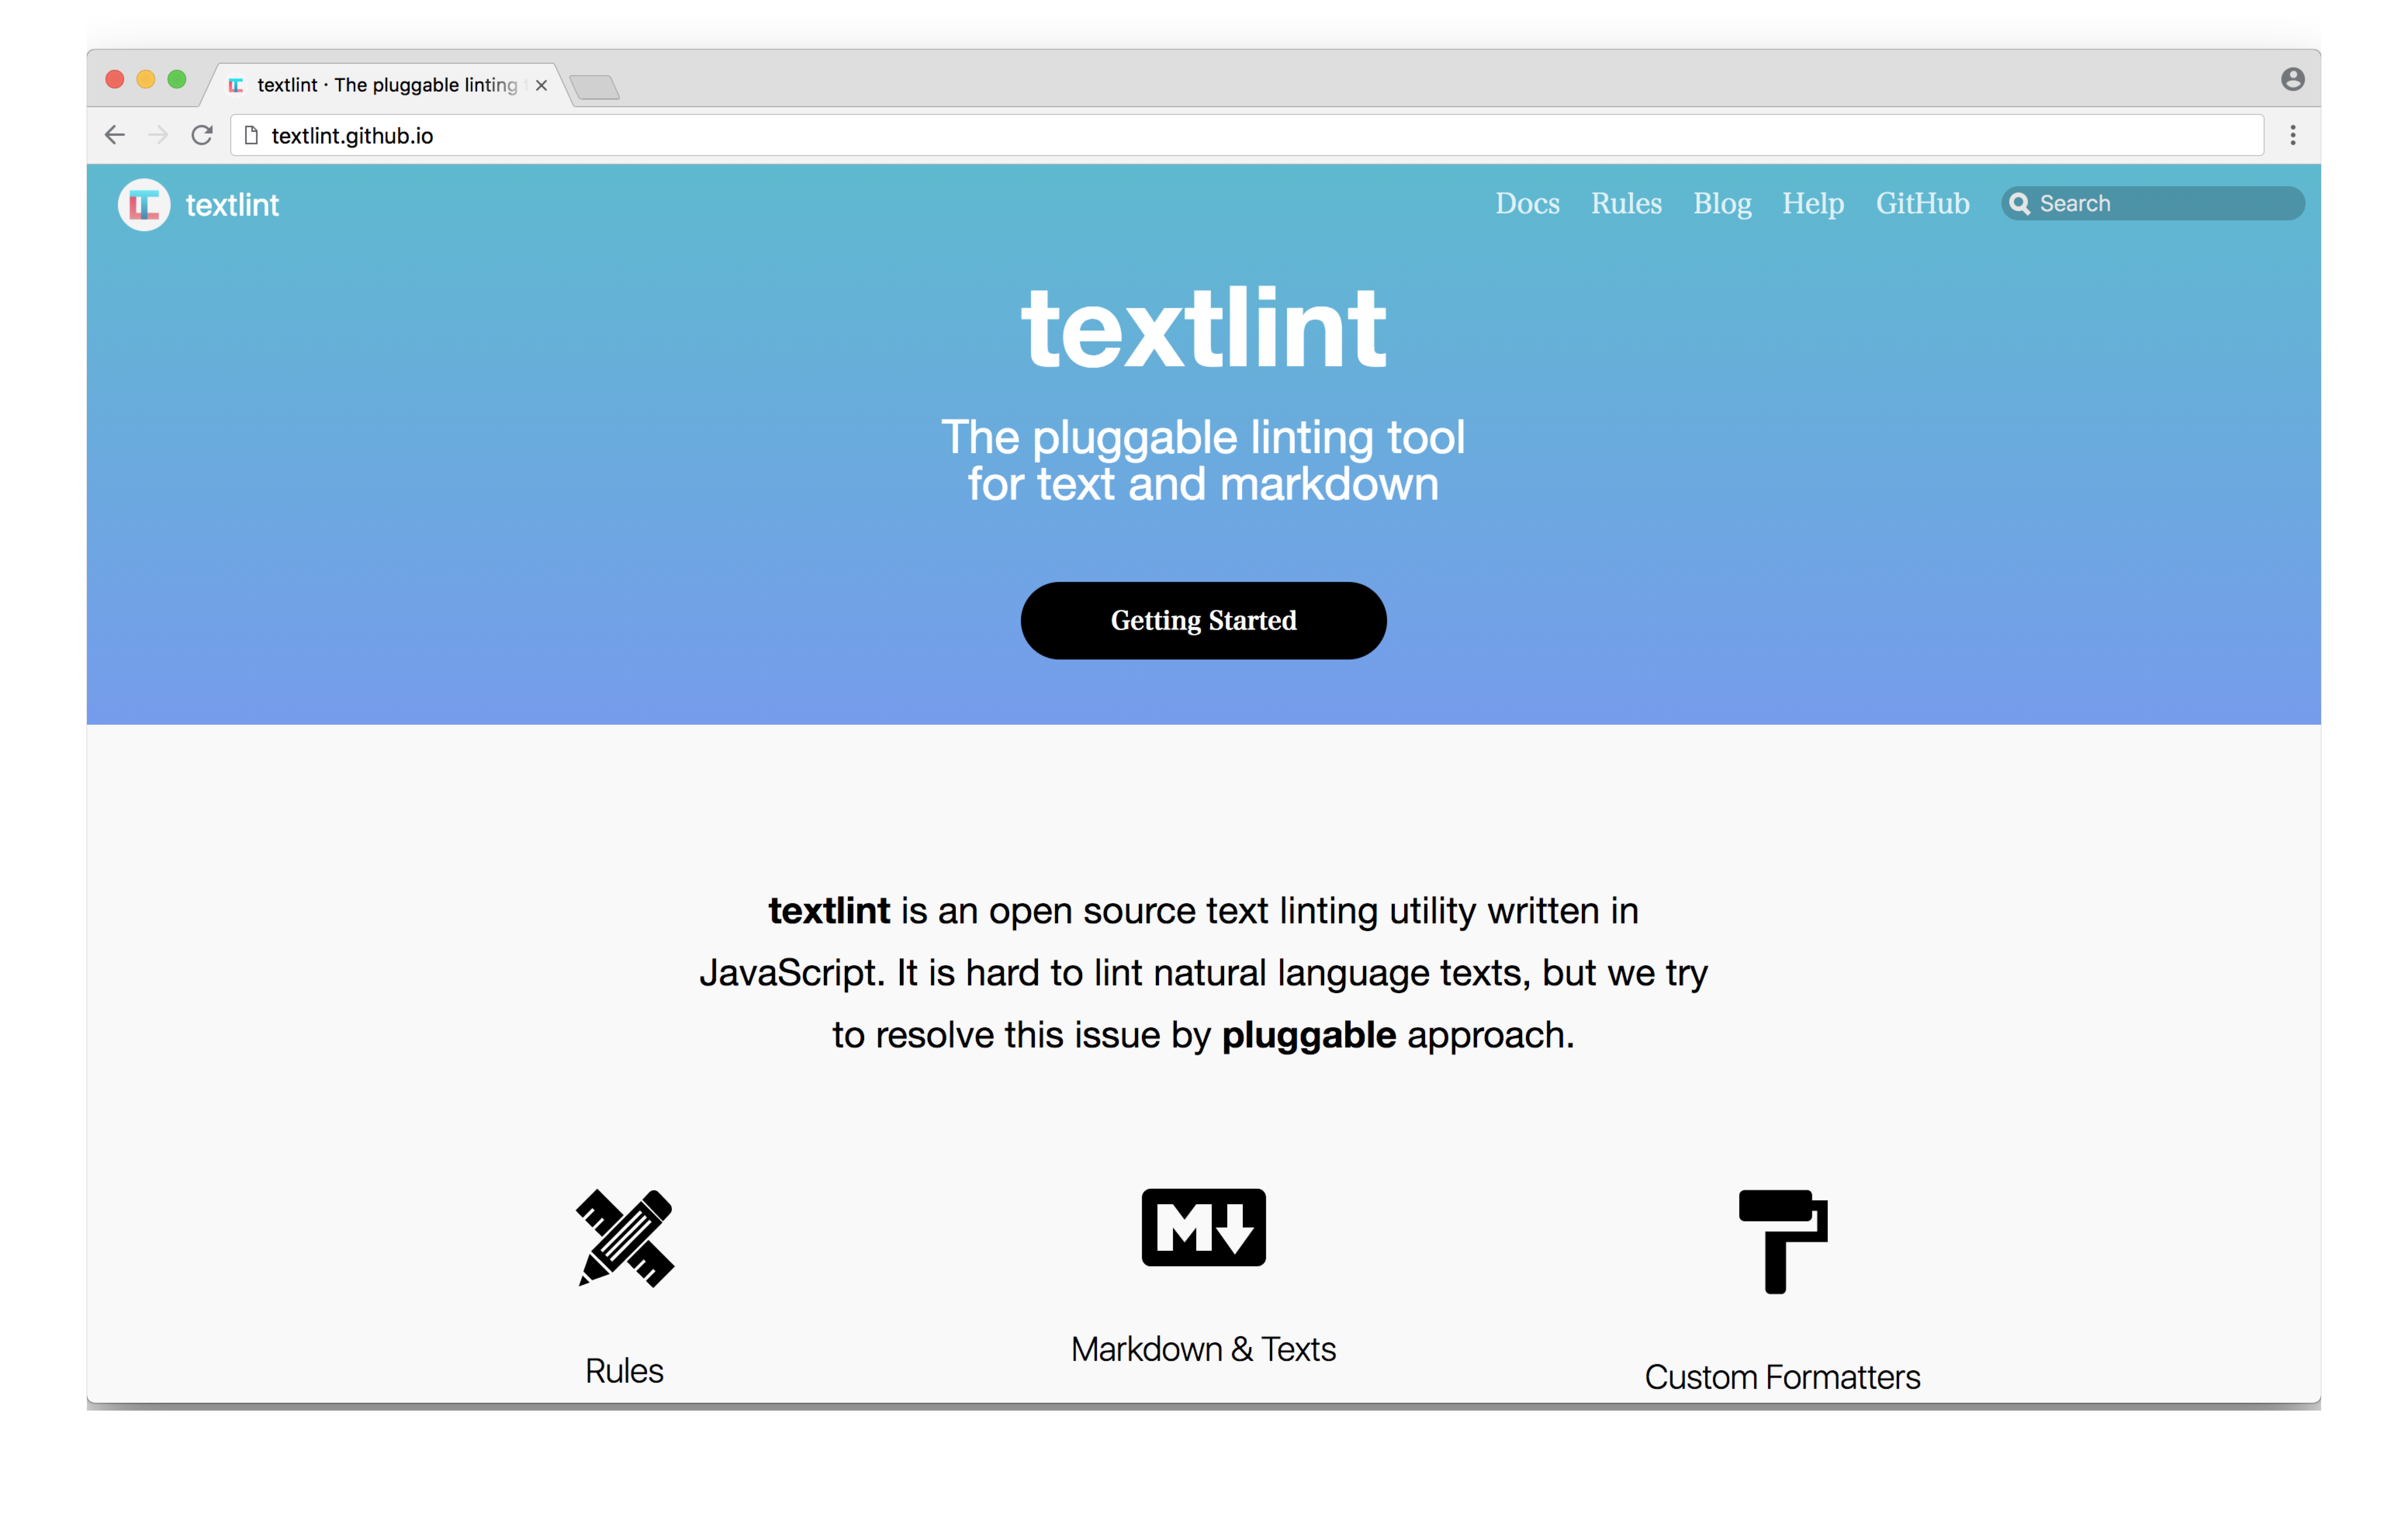 textlint · The pluggable linting
textlint.github.io
textlint
Docs Rules Blog Help GitHub Search
textlint
The pluggable linting tool
for text and markdown
Getting Started
textlint is an open source text linting utility written in
JavaScript. It is hard to lint natural language texts, but we try
to resolve this issue by pluggable approach.
M
Rules
Markdown & Texts
Custom Formatters